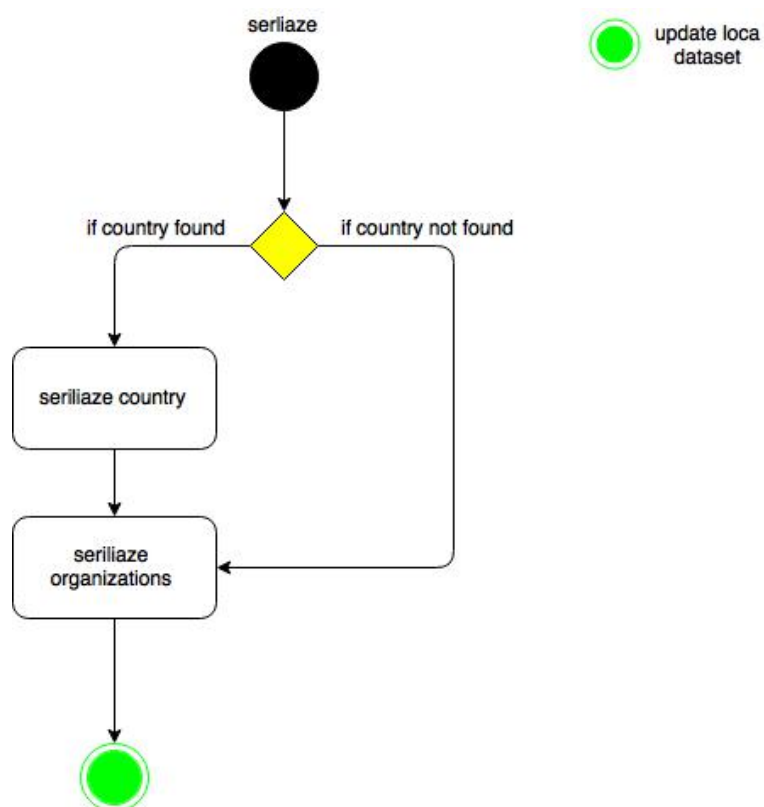 serliaze
update loca
dataset
if country found
if country not found
seriliaze country
seriliaze
organizations